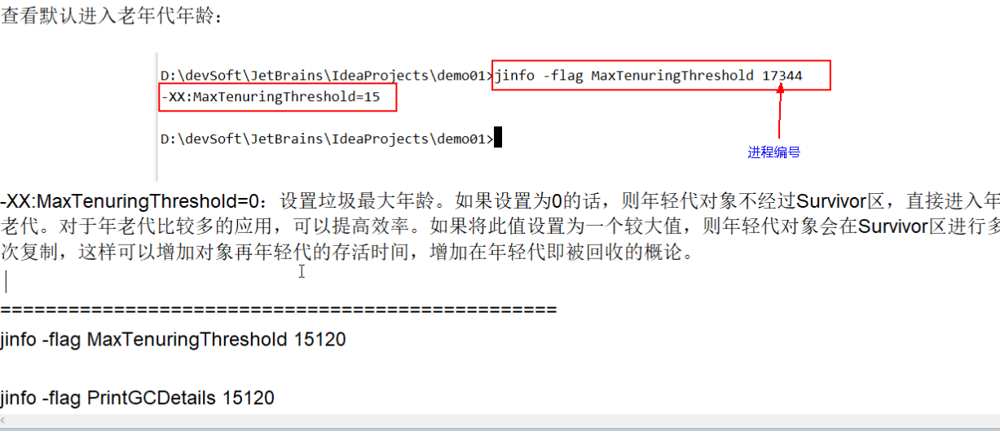 查看默认进入老年代年龄：
D:\devSoft\JetBrains\IdeaProjects\demo01>jinfo -flag MaxTenuringThreshold 17344
-XX:MaxTenuringThreshold=15
D:\devSoft\JetBrains\IdeaProjects\demo01>
进程编号
-XX:MaxTenuringThreshold=0：设置垃圾最大年龄。如果设置为0的话，则年轻代对象不经过Survivor区，直接进入年
老代。对于年老代比较多的应用，可以提高效率。如果将此值设置为一个较大值，则年轻代对象会在Survivor区进行多
次复制，这样可以增加对象再年轻代的存活时间，增加在年轻代即被回收的概论。
=================================================
jinfo -flag MaxTenuringThreshold 15120
jinfo -flag PrintGCDetails 15120